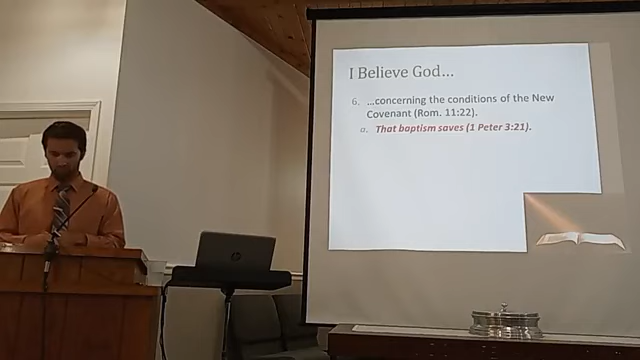 I Believe God...
6. ...concerning the conditions of the New
Covenant (Rom. 11:22).
a. That baptism saves (1 Peter 3:21).
hp